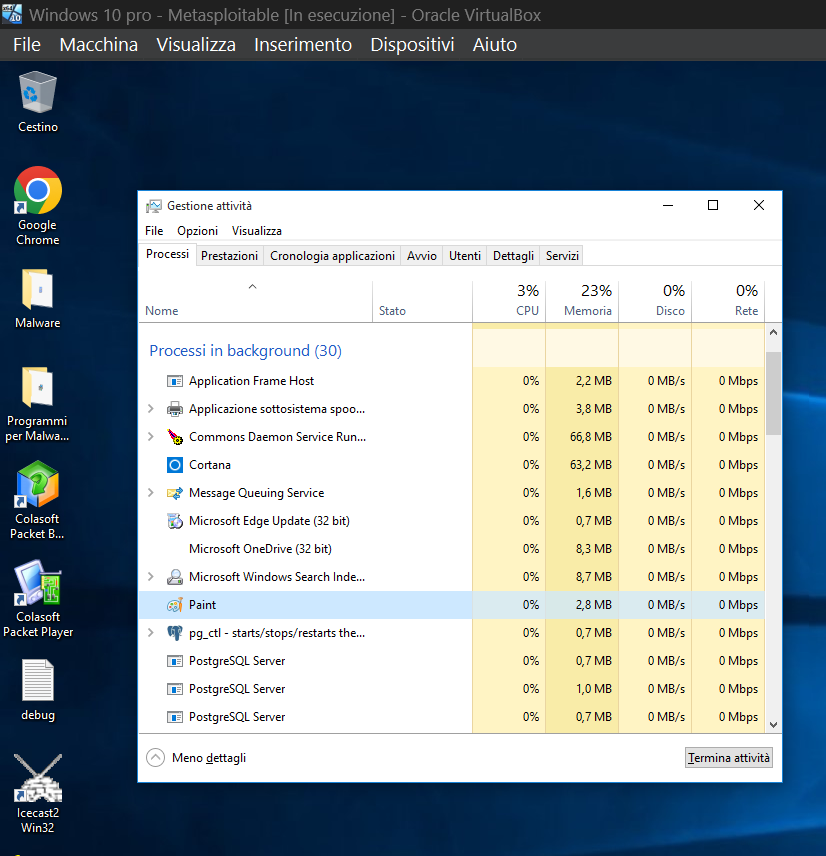 Windows 10 pro - Metasploitable [In esecuzione] - Oracle VirtualBox
File Macchina Visualizza Inserimento Dispositivi Aiuto
Cestino
Google
Chrome
Malware
Programmi
per Malwa...
Colasoft
Packet B...
Colasoft
Packet Player
debug
Icecast2
Win32
Gestione attività
File Opzioni Visualizza
Processi Prestazioni Cronologia applicazioni Avvio Utenti Dettagli Servizi
3% 23% 0% 0%
Nome Stato CPU Memoria Disco Rete
Processi in background (30)
Application Frame Host 0% 2,2 MB 0 MB/s 0 Mbps
Applicazione sottosistema spoo... 0% 3,8 MB 0 MB/s 0 Mbps
Commons Daemon Service Run... 0% 66,8 MB 0 MB/s 0 Mbps
Cortana 0% 63,2 MB 0 MB/s 0 Mbps
Message Queuing Service 0% 1,6 MB 0 MB/s 0 Mbps
Microsoft Edge Update (32 bit) 0% 0,7 MB 0 MB/s 0 Mbps
Microsoft OneDrive (32 bit) 0% 8,3 MB 0 MB/s 0 Mbps
Microsoft Windows Search Inde... 0% 8,7 MB 0 MB/s 0 Mbps
Paint 0% 2,8 MB 0 MB/s 0 Mbps
pg_ctl - starts/stops/restarts the... 0% 0,7 MB 0 MB/s 0 Mbps
PostgreSQL Server 0% 0,7 MB 0 MB/s 0 Mbps
PostgreSQL Server 0% 1,0 MB 0 MB/s 0 Mbps
PostgreSQL Server 0% 0,7 MB 0 MB/s 0 Mbps
Meno dettagli
Termina attività